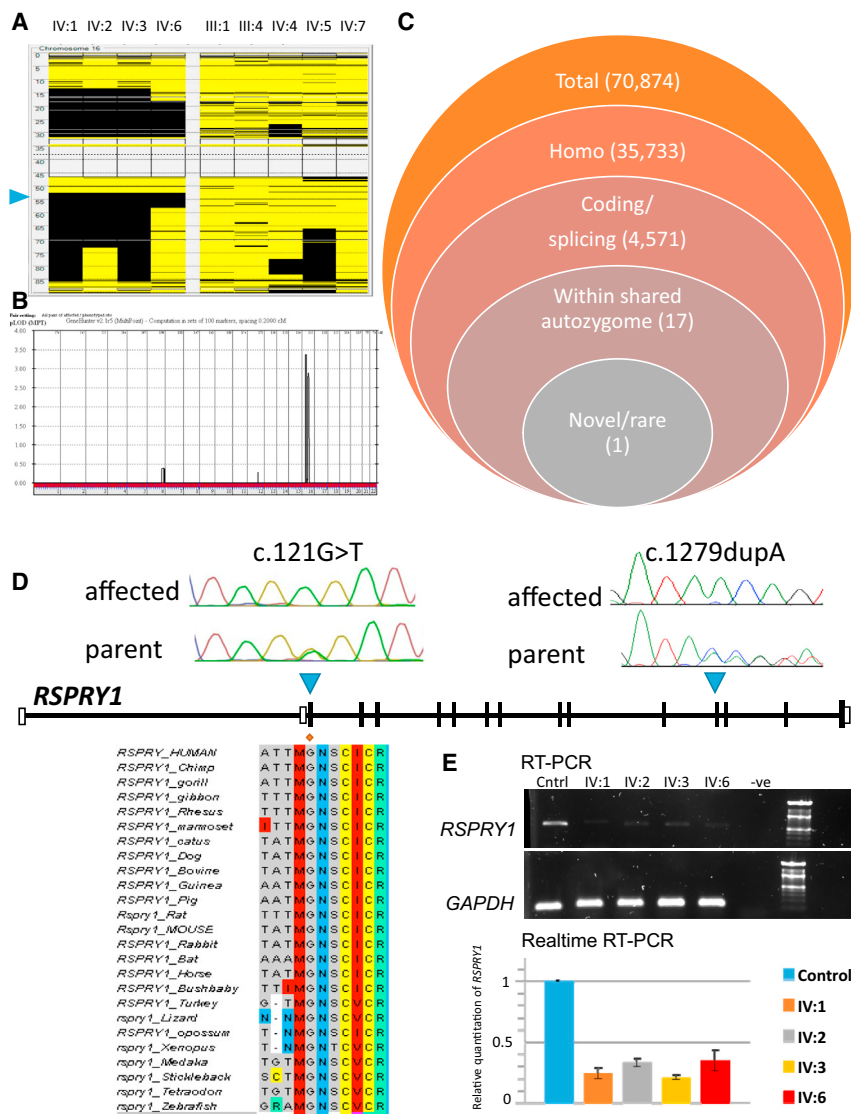 A
IV:1 IV:2 IV:3 IV:6 III:1 III:4 IV:4 IV:5 IV:7
Chromosome 16
0
5
10
15
20
25
30
35
40
45
50
55
60
65
70
75
80
85
B
pLOD (MPT)
GeneHunter v2.1r5 (MultiPoint) - Computation in sets of 100 markers, spacing 0.2000 cM
4.00
3.50
3.00
2.50
2.00
1.50
1.00
0.50
0.00
C
Total (70,874)
Homo (35,733)
Coding/
splicing (4,571)
Within shared
autozygome (17)
Novel/rare
(1)
D
c.121G>T
affected
parent
c.1279dupA
affected
parent
RSPRY1
RSPRY_HUMAN A T T M G N S C I C R
RSPRY1_Chimp A T T M G N S C I C R
RSPRY1_gorill A T T M G N S C I C R
RSPRY1_gibbon T T T M G N S C I C R
RSPRY1_Rhesus T T T M G N S C I C R
RSPRY1_marmoset I T T M G N S C I C R
RSPRY1_catus T A T M G N S C I C R
RSPRY1_Dog T A T M G N S C I C R
RSPRY1_Bovine T A T M G N S C I C R
RSPRY1_Guinea A A T M G N S C I C R
RSPRY1_Pig A A T M G N S C I C R
Rspry1_Rat T T T M G N S C I C R
Rspry1_MOUSE T A T M G N S C I C R
RSPRY1_Rabbit T A T M G N S C I C R
RSPRY1_Bat A A A M G N S C I C R
RSPRY1_Horse T A T M G N S C I C R
RSPRY1_Bushbaby T T I M G N S C I C R
RSPRY1_Turkey G - T M G N S C V C R
rspry1_Lizard N - N M G N S C V C R
RSPRY1_opossum T - N M G N S C I C R
rspry1_Xenopus T - N M G N T C V C R
rspry1_Medaka T G T M G N S C V C R
rspry1_Stickleback S C T M G N S C V C R
rspry1_Tetraodon T G T M G N S C V C R
rspry1_Zebrafish G R A M G N S C V C R
E
RT-PCR
Cntrl IV:1 IV:2 IV:3 IV:6 -ve
RSPRY1
GAPDH
Realtime RT-PCR
Relative quantitation of RSPRY1
1
0.5
0
Control
IV:1
IV:2
IV:3
IV:6